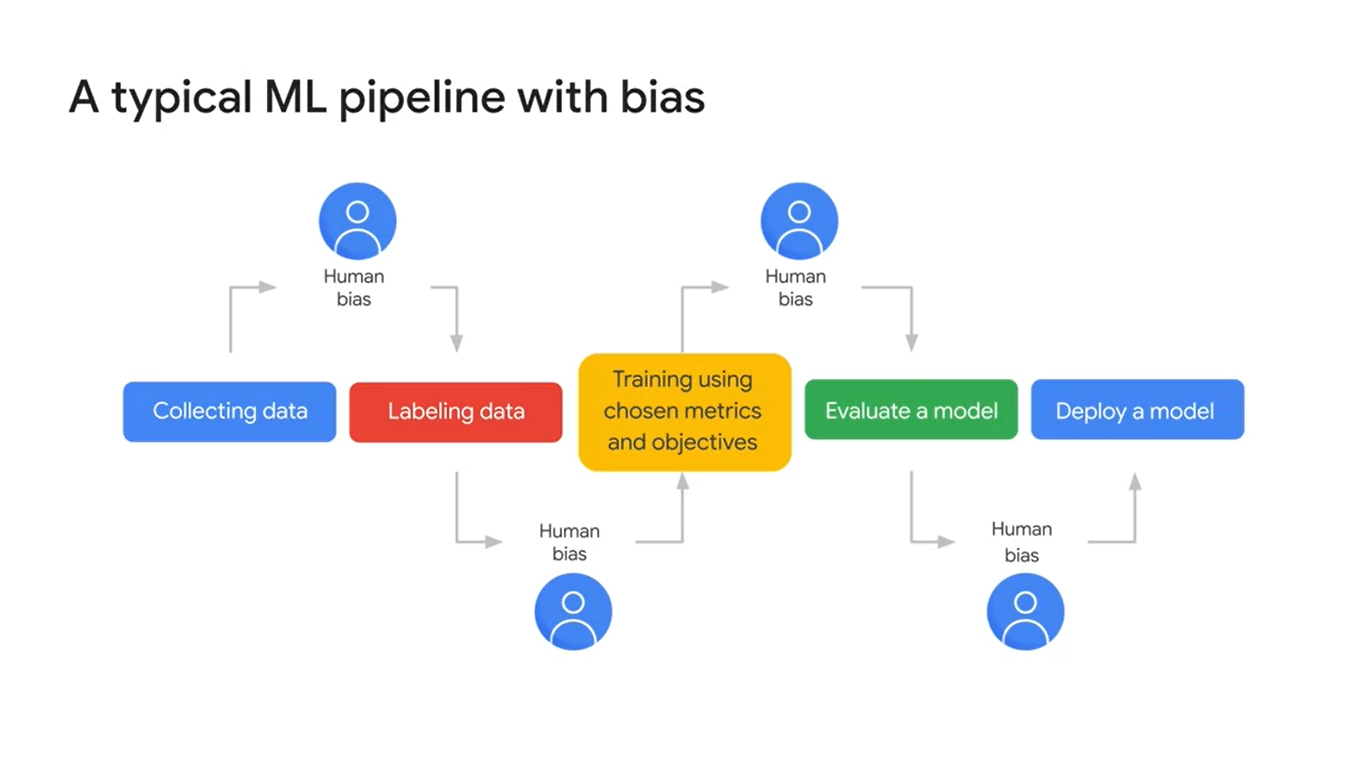 A typical ML pipeline with bias
Human
bias
Human
bias
Collecting data
Labeling data
Training using
chosen metrics
and objectives
Evaluate a model
Deploy a model
Human
bias
Human
bias